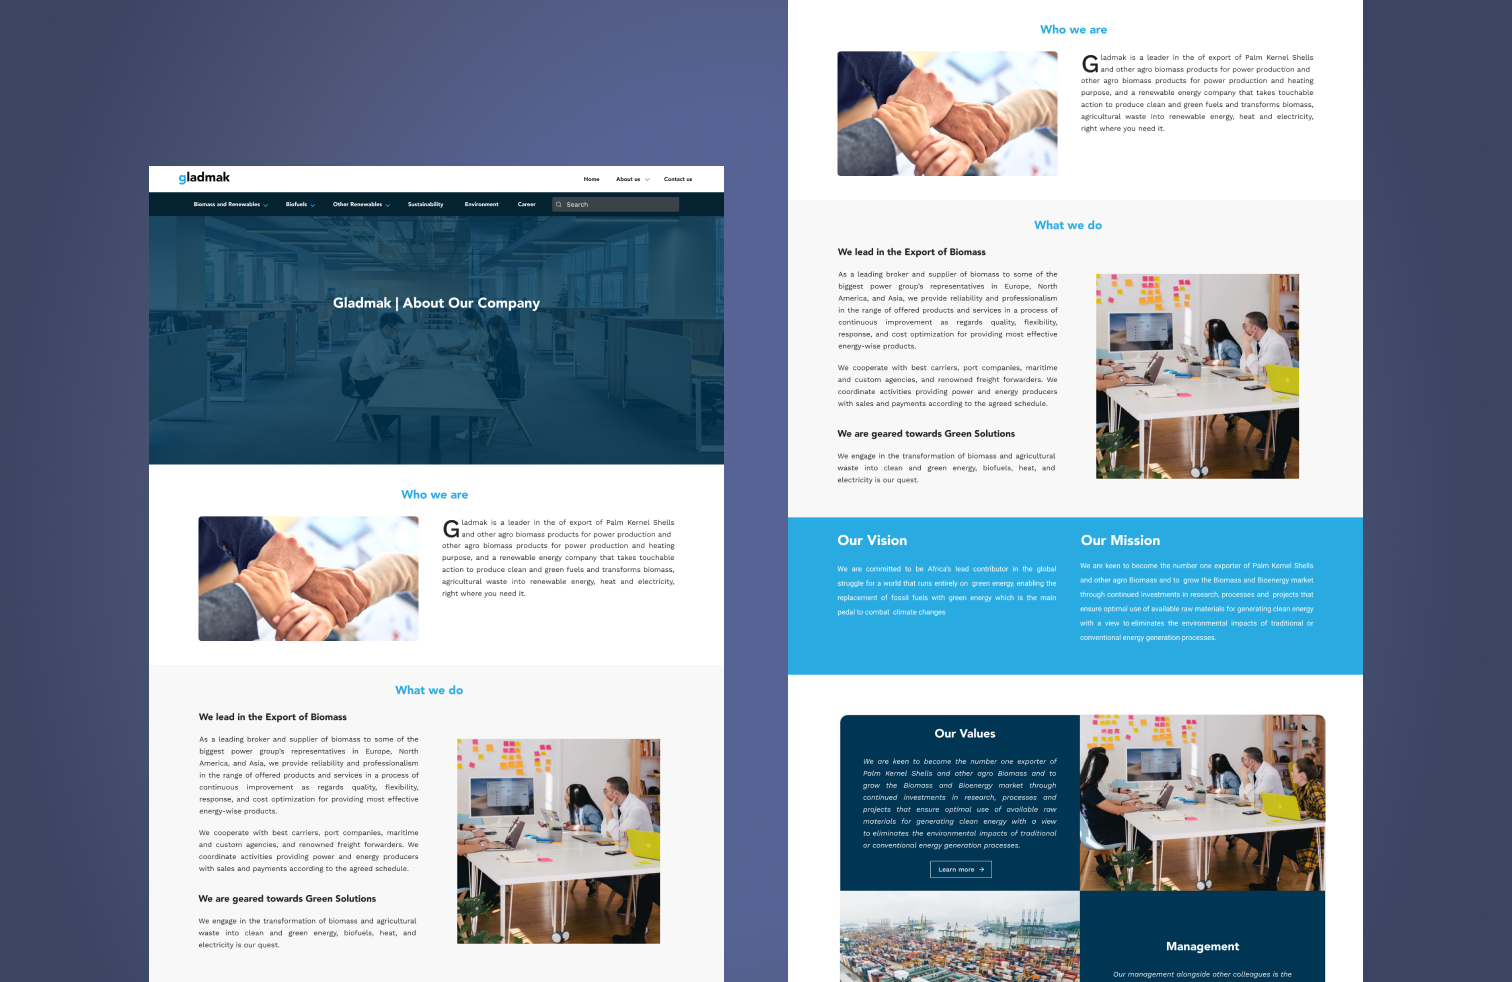 gladmak
Home About us Contact us
Biomass and Renewables Biofuels Other Renewables Sustainability Environment Career Search
Gladmak | About Our Company
Who we are
Gladmak is a leader in the of export of Palm Kernel Shells
and other agro biomass products for power production and
other agro biomass products for power production and heating
purpose, and a renewable energy company that takes touchable
action to produce clean and green fuels and transforms biomass,
agricultural waste into renewable energy, heat and electricity,
right where you need it.
What we do
We lead in the Export of Biomass
As a leading broker and supplier of biomass to some of the
biggest power group's representatives in Europe, North
America, and Asia, we provide reliability and professionalism
in the range of offered products and services in a process of
continuous improvement as regards quality, flexibility,
response, and cost optimization for providing most effective
energy-wise products.
We cooperate with best carriers, port companies, maritime
and custom agencies, and renowned freight forwarders. We
coordinate activities providing power and energy producers
with sales and payments according to the agreed schedule.
We are geared towards Green Solutions
We engage in the transformation of biomass and agricultural
waste into clean and green energy, biofuels, heat, and
electricity is our quest.
Who we are
Gladmak is a leader in the of export of Palm Kernel Shells
and other agro biomass products for power production and
other agro biomass products for power production and heating
purpose, and a renewable energy company that takes touchable
action to produce clean and green fuels and transforms biomass,
agricultural waste into renewable energy, heat and electricity,
right where you need it.
What we do
We lead in the Export of Biomass
As a leading broker and supplier of biomass to some of the
biggest power group's representatives in Europe, North
America, and Asia, we provide reliability and professionalism
in the range of offered products and services in a process of
continuous improvement as regards quality, flexibility,
response, and cost optimization for providing most effective
energy-wise products.
We cooperate with best carriers, port companies, maritime
and custom agencies, and renowned freight forwarders. We
coordinate activities providing power and energy producers
with sales and payments according to the agreed schedule.
We are geared towards Green Solutions
We engage in the transformation of biomass and agricultural
waste into clean and green energy, biofuels, heat, and
electricity is our quest.
Our Vision
We are committed to be Africa's lead contributor in the global
struggle for a world that runs entirely on green energy, enabling the
replacement of fossil fuels with green energy which is the main
pedal to combat climate changes
Our Mission
We are keen to become the number one exporter of Palm Kernel Shells
and other agro Biomass and to grow the Biomass and Bioenergy market
through continued investments in research, processes and projects that
ensure optimal use of available raw materials for generating clean energy
with a view to eliminates the environmental impacts of traditional or
conventional energy generation processes.
Our Values
We are keen to become the number one exporter of
Palm Kernel Shells and other agro Biomass and to
grow the Biomass and Bioenergy market through
continued investments in research, processes and
projects that ensure optimal use of available raw
materials for generating clean energy with a view
to eliminates the environmental impacts of traditional
or conventional energy generation processes.
Learn more →
Management
Our management alongside other colleagues is the